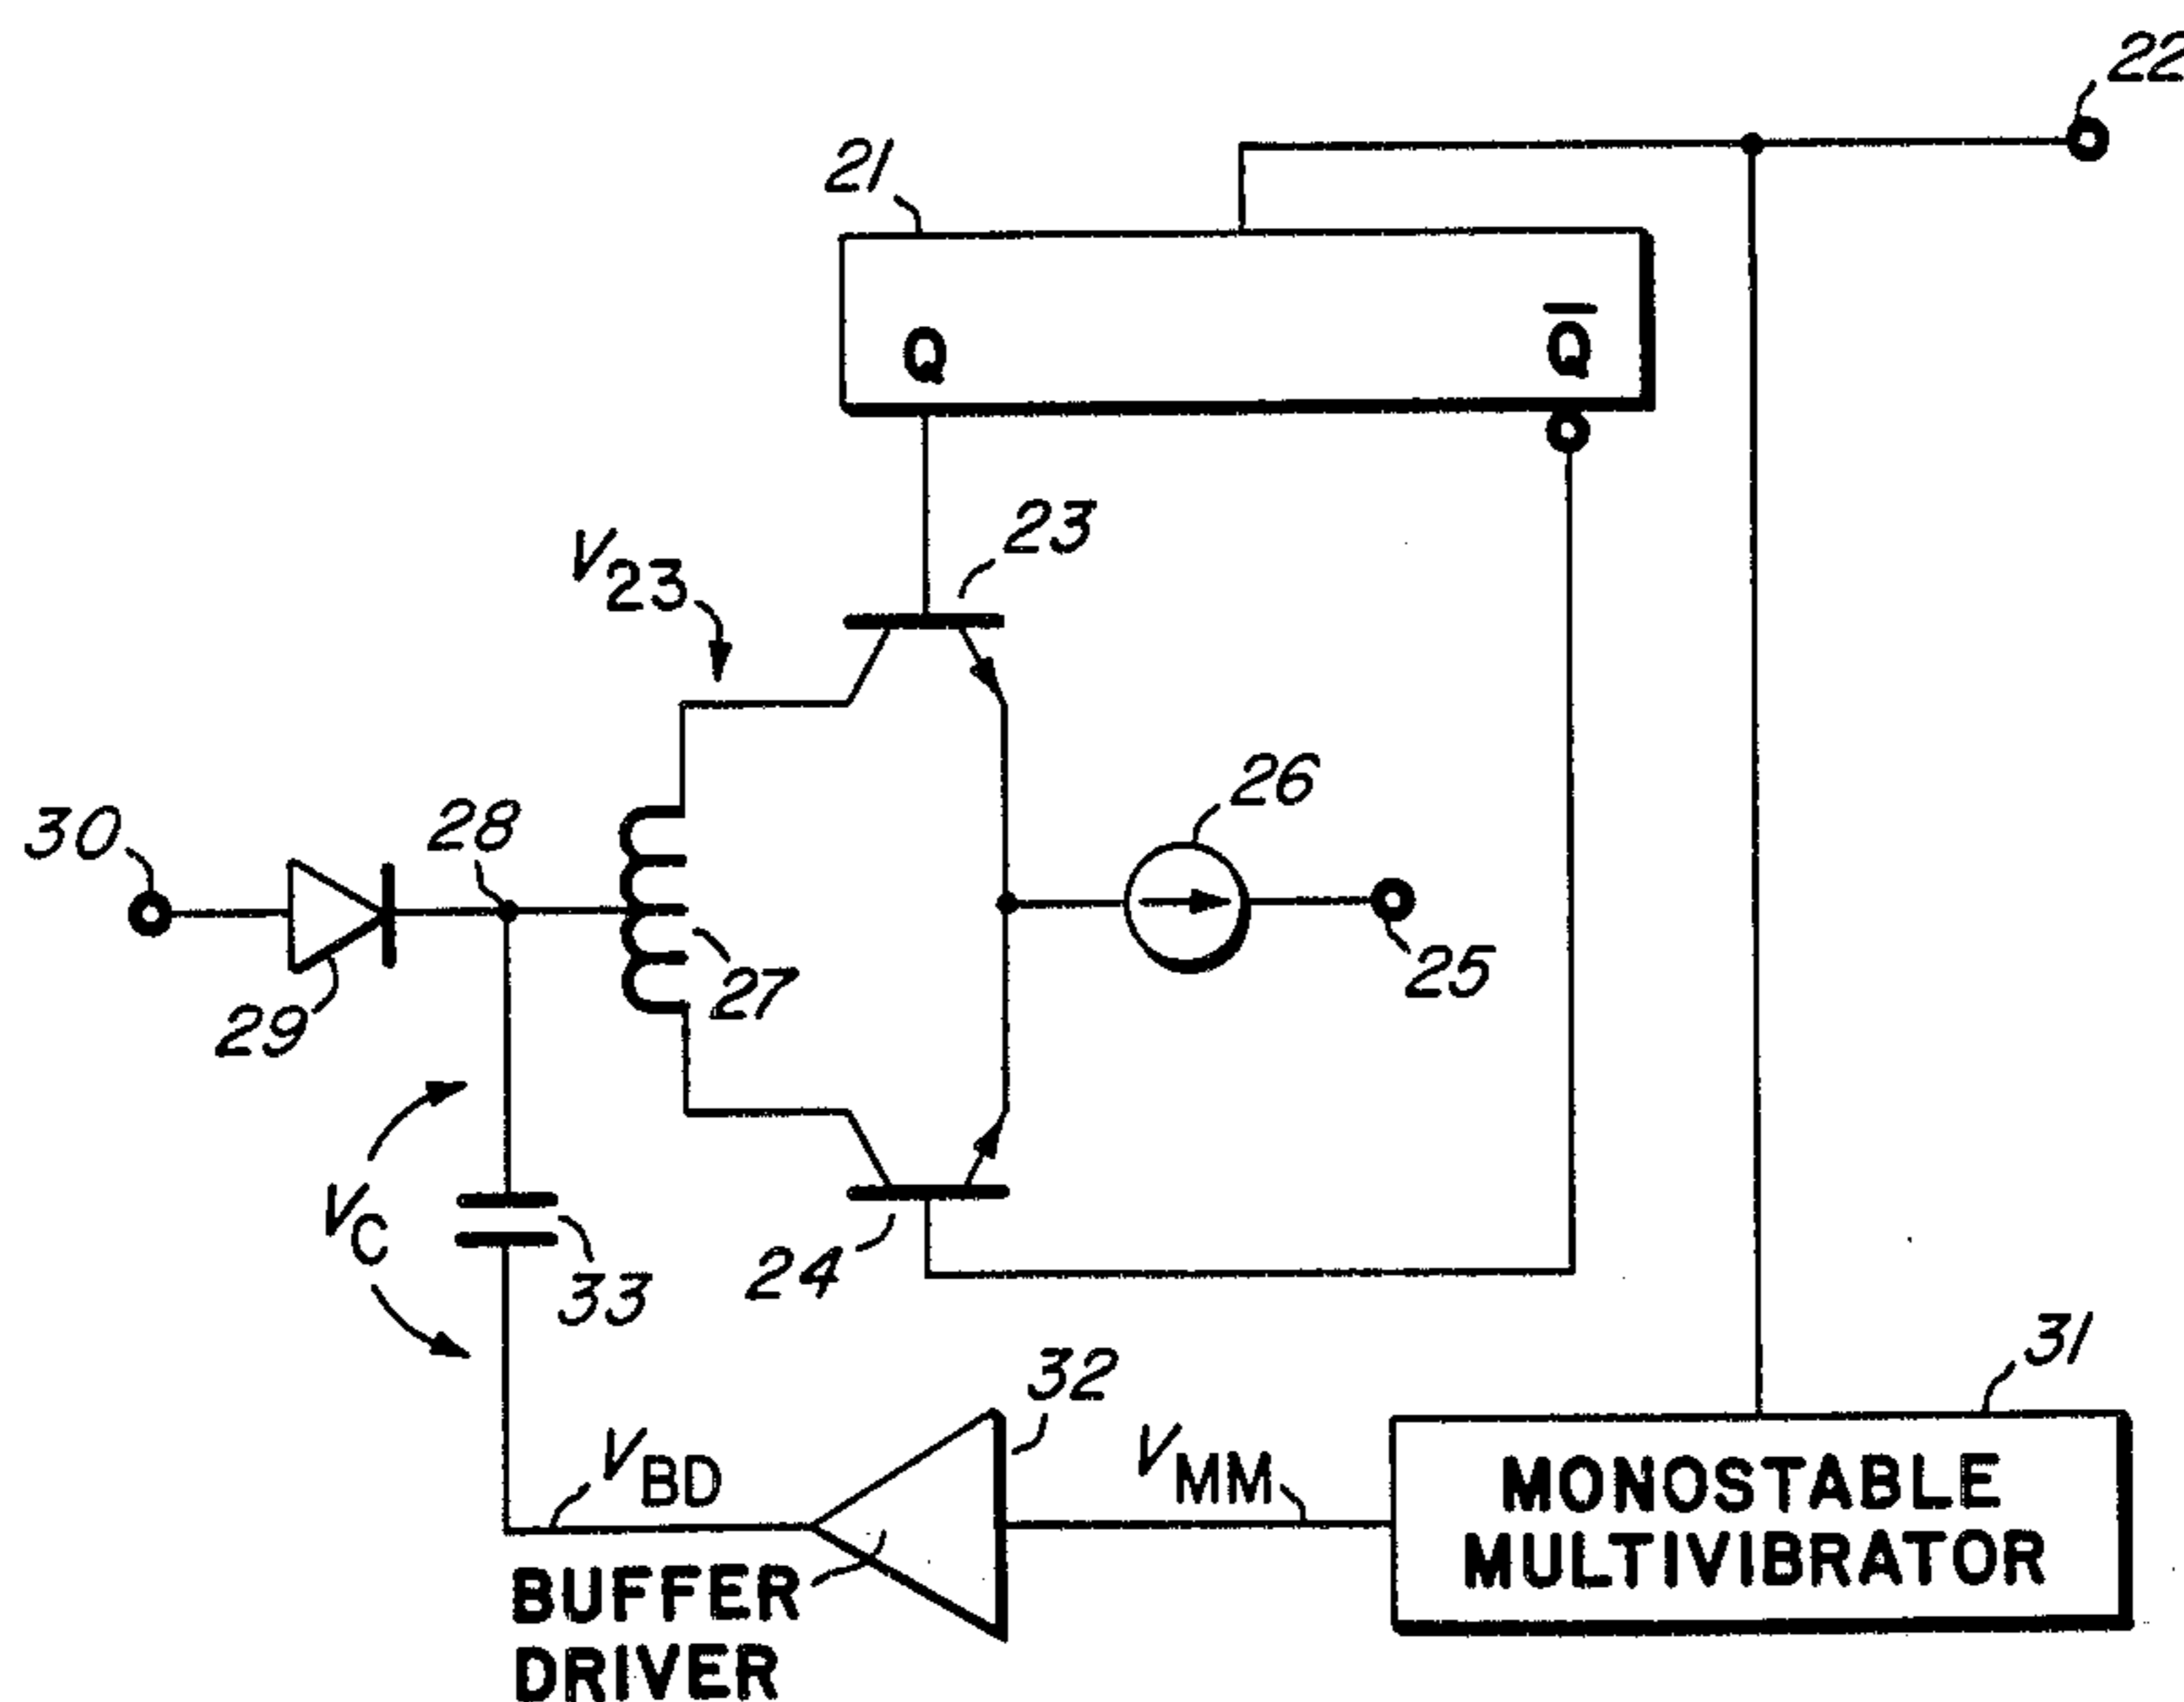 22
21
Q
Q̅
23
V23
26
30
28
25
27
29
VC
33
24
32
31
VBD
VMM
MONOSTABLE
MULTIVIBRATOR
BUFFER
DRIVER